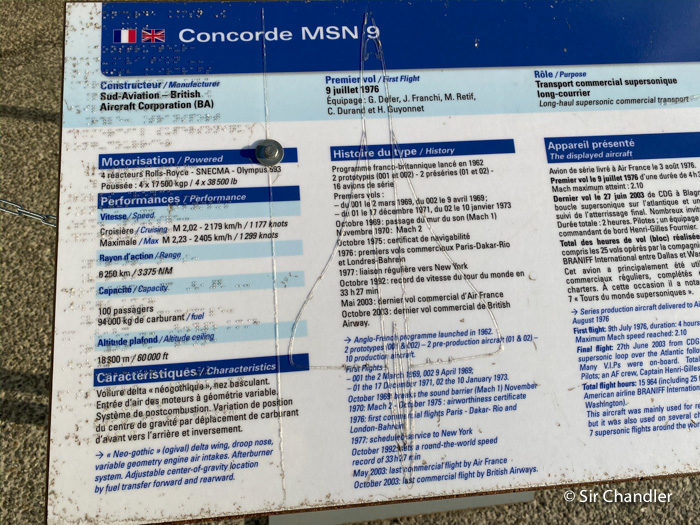 Concorde MSN 9
Constructeur / Manufacturer
Sud-Aviation – British
Aircraft Corporation (BA)
Premier vol / First Flight
9 juillet 1976
Équipage : G. Defer, J. Franchi, M. Retif,
C. Durand et H. Guyonnet
Rôle / Purpose
Transport commercial supersonique
long-courrier
Long-haul supersonic commercial transport
Motorisation / Powered
4 réacteurs Rolls-Royce - SNECMA - Olympus 593
Poussée : 4 x 17 500 kgp / 4 x 38 500 lb
Performances / Performance
Vitesse / Speed
Croisière / Cruising M 2,02 - 2179 km/h / 1 177 knots
Maximale / Max M 2,23 - 2405 km/h / 1 299 knots
Rayon d'action / Range
6 250 km / 3 375 NM
Capacité / Capacity
100 passagers
94 000 kg de carburant / fuel
Altitude plafond / Altitude ceiling
18 300 m / 60 000 ft
Caractéristiques / Characteristics
Voilure delta « néogothique », nez basculant.
Entrée d'air des moteurs à géométrie variable.
Système de postcombustion. Variation de position
du centre de gravité par déplacement de carburant
d'avant vers l'arrière et inversement.
→ « Neo-gothic » (ogival) delta wing, droop nose,
variable geometry engine air intakes. Afterburner
system. Adjustable center-of-gravity location
by fuel transfer forward and rearward.
Histoire du type / History
Programme franco-britannique lancé en 1962
2 prototypes (001 et 002) - 2 préséries (01 et 02) -
16 avions de série
Premiers vols :
– du 001 le 2 mars 1969, du 002 le 9 avril 1969 ;
– du 01 le 17 décembre 1971, du 02 le 10 janvier 1973
Octobre 1969 : passage du mur du son (Mach 1)
Novembre 1970 : Mach 2
Octobre 1975 : certificat de navigabilité
1976 : premiers vols commerciaux Paris-Dakar-Rio
et Londres-Bahrein
1977 : liaison régulière vers New York
Octobre 1992 : record de vitesse du tour du monde en
33 h 27 min
Mai 2003 : dernier vol commercial d'Air France
Octobre 2003 : dernier vol commercial de British
Airway.
→ Anglo-French programme launched in 1962.
2 prototypes (001 & 002) – 2 pre-production aircraft (01 & 02) -
10 production aircraft.
First flights
- 001 the 2 March 1969, 002 9 April 1969;
- 01 the 17 December 1971, 02 the 10 January 1973.
October 1969: breaks the sound barrier (Mach 1) November
1970: Mach 2 - October 1975: airworthiness certificate
1976: first commercial flights Paris - Dakar- Rio and
London-Bahrein
1977: scheduled service to New York
October 1992: sets a round-the-world speed
record of 33 h 27 min
May 2003: last commercial flight by Air France
October 2003: last commercial flight by British Airways.
Appareil présenté
The displayed aircraft
Avion de série livré à Air France le 3 août 1976.
Premier vol le 9 juillet 1976 d'une durée de 4 h
Mach maximum atteint : 2.10
Dernier vol le 27 juin 2003 de CDG à Blag
boucle supersonique sur l'atlantique et un
suivi de l'atterrissage final. Nombreux invi
Durée totale : 2 heures. Pilotes ; un équipage
commandant de bord Henri-Gilles Fournier.
Total des heures de vol (bloc) réalisée
compris les 25 vols opérés par la compagn
BRANIFF International entre Dallas et Wa
Cet avion a principalement été util
commerciaux réguliers, complétés
charters. À cette occasion il a nota
7 « Tours du monde supersoniques ».
→ Series production aircraft delivered to Ai
August 1976
First flight: 9th July 1976, duration: 4 hours
Maximum Mach speed reached: 2.10.
Final flight: 27th June 2003 from CDG
supersonic loop over the Atlantic follo
Many V.I.Ps were on-board. Total
Pilots; an AF crew, Captain Henri-Gilles
Total flight hours: 15 964 (including 25
American airline BRANIFF Internation
Washington).
This aircraft was mainly used for re
but it was also used on several ch
7 supersonic flights around the wor
© Sir Chandler